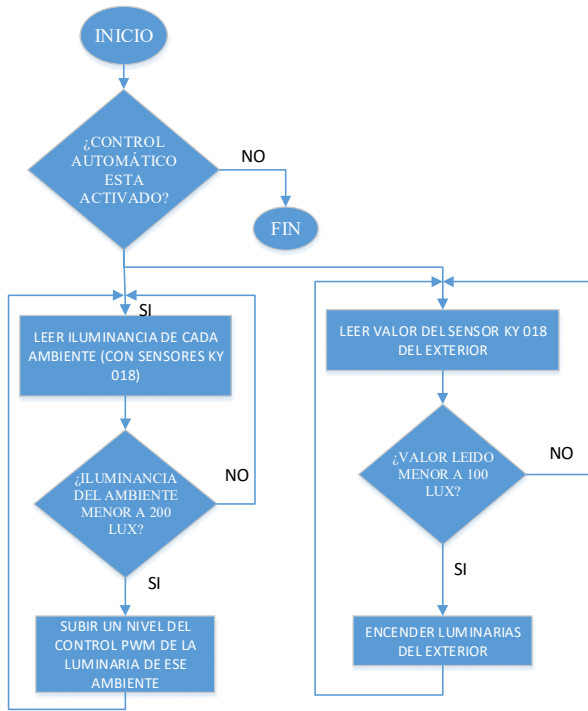 INICIO
¿CONTROL
AUTOMÁTICO
ESTA
ACTIVADO?
NO
FIN
SI
LEER ILUMINANCIA DE CADA
AMBIENTE (CON SENSORES KY
018)
¿ILUMINANCIA
DEL AMBIENTE
MENOR A 200
LUX?
NO
SI
SUBIR UN NIVEL DEL
CONTROL PWM DE LA
LUMINARIA DE ESE
AMBIENTE
LEER VALOR DEL SENSOR KY 018
DEL EXTERIOR
¿VALOR LEIDO
MENOR A 100
LUX?
NO
SI
ENCENDER LUMINARIAS
DEL EXTERIOR